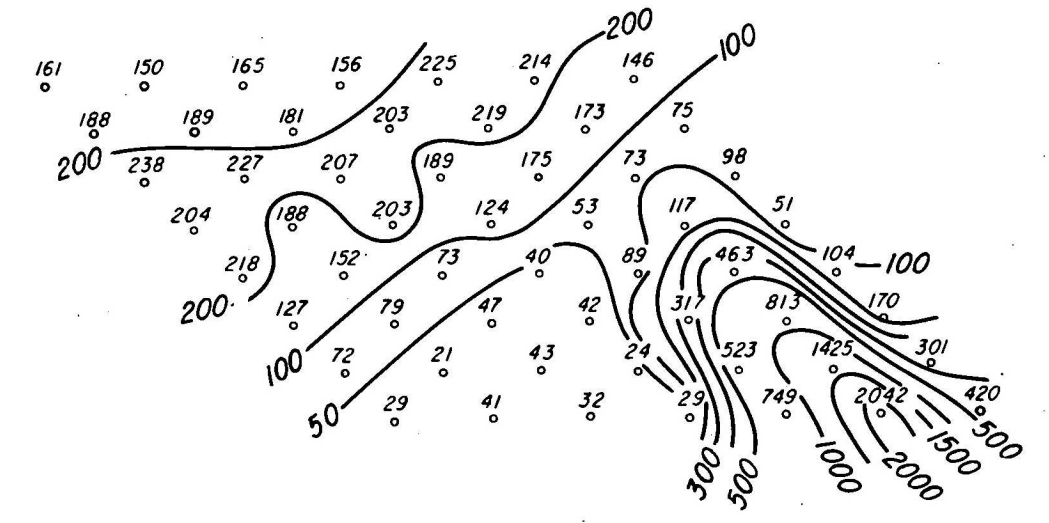 200
100
161 150 165 156 225 214 146
188 189 181 203 219 173 75
200
238 227 207 189 175 73 98
204 188 203 124 53 117 51
218 152 73 40 89 463 104 100
200
127 79 47 42 317 813 170
100
72 21 43 24 523 1425 301
50
29 41 32 29 749 2042 420
300 500 1000 2000 1500 500